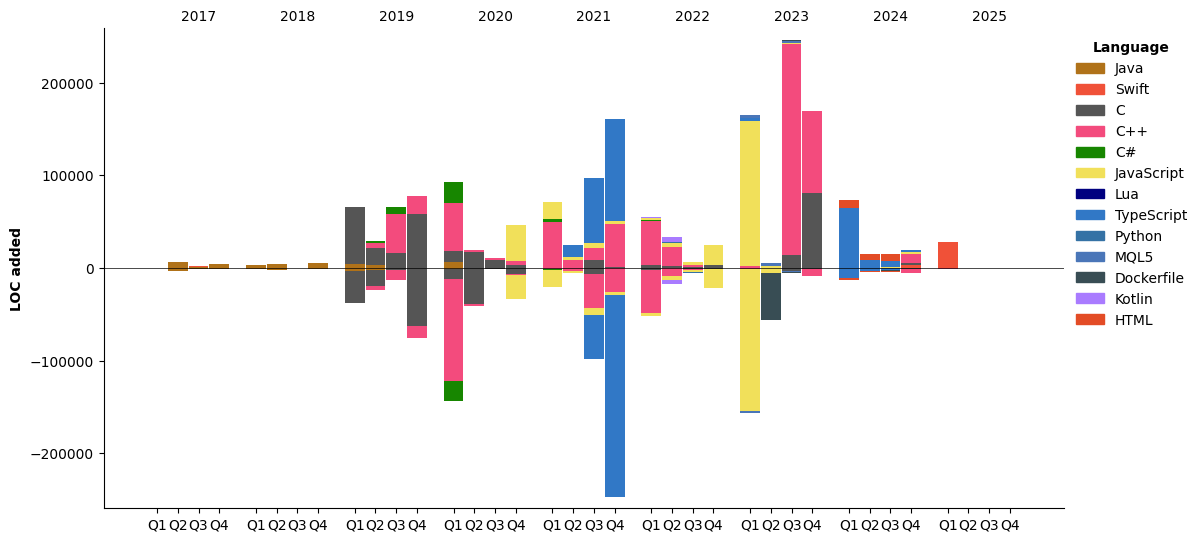 2017 2018 2019 2020 2021 2022 2023 2024 2025
LOC added
200000
100000
0
−100000
−200000
Q1 Q2 Q3 Q4 Q1 Q2 Q3 Q4 Q1 Q2 Q3 Q4 Q1 Q2 Q3 Q4 Q1 Q2 Q3 Q4 Q1 Q2 Q3 Q4 Q1 Q2 Q3 Q4 Q1 Q2 Q3 Q4 Q1 Q2 Q3 Q4
Language
Java
Swift
C
C++
C#
JavaScript
Lua
TypeScript
Python
MQL5
Dockerfile
Kotlin
HTML